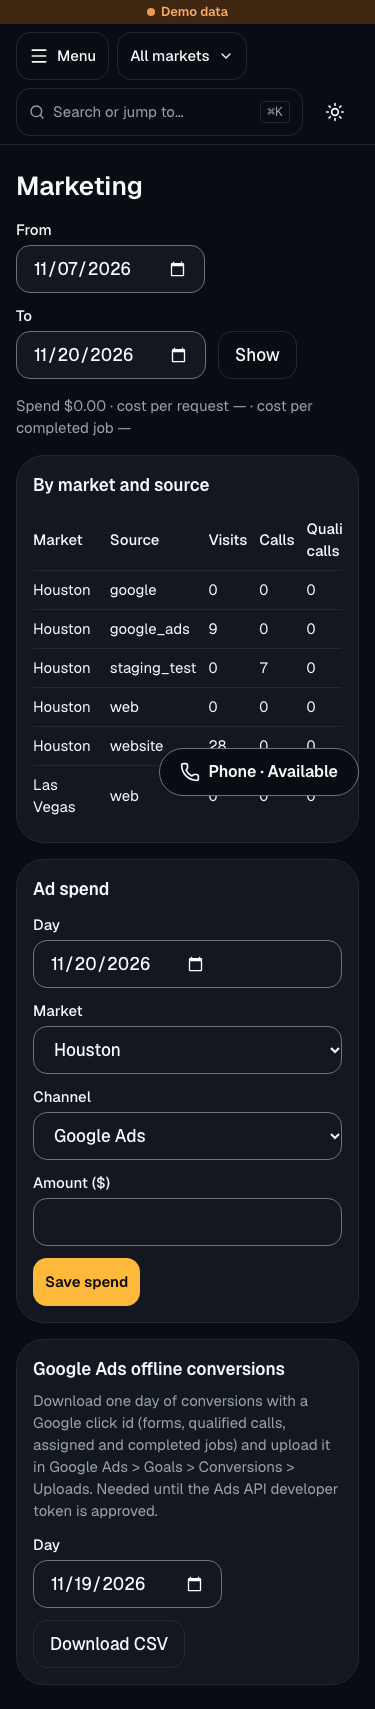 Demo data
Menu
All markets
Search or jump to…
⌘K
Marketing
From
11/07/2026
To
11/20/2026
Show
Spend $0.00 · cost per request — · cost per
completed job —
By market and source
Market Source Visits Calls Quali
calls
Houston google 0 0 0
Houston google_ads 9 0 0
Houston staging_test 0 7 0
Houston web 0 0 0
Houston website 28 0 0
Las
Vegas
web 0 0 0
Phone · Available
Ad spend
Day
11/20/2026
Market
Houston
Channel
Google Ads
Amount ($)
Save spend
Google Ads offline conversions
Download one day of conversions with a
Google click id (forms, qualified calls,
assigned and completed jobs) and upload it
in Google Ads > Goals > Conversions >
Uploads. Needed until the Ads API developer
token is approved.
Day
11/19/2026
Download CSV